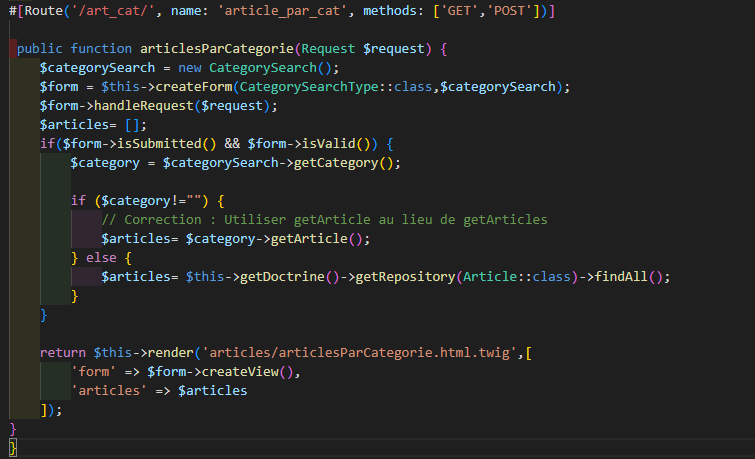 #[Route('/art_cat/', name: 'article_par_cat', methods: ['GET','POST'])]
public function articlesParCategorie(Request $request) {
$categorySearch = new CategorySearch();
$form = $this->createForm(CategorySearchType::class,$categorySearch);
$form->handleRequest($request);
$articles= [];
if($form->isSubmitted() && $form->isValid()) {
$category = $categorySearch->getCategory();
if ($category!="") {
// Correction : Utiliser getArticle au lieu de getArticles
$articles= $category->getArticle();
} else {
$articles= $this->getDoctrine()->getRepository(Article::class)->findAll();
}
}
return $this->render('articles/articlesParCategorie.html.twig',[
'form' => $form->createView(),
'articles' => $articles
]);
}
}